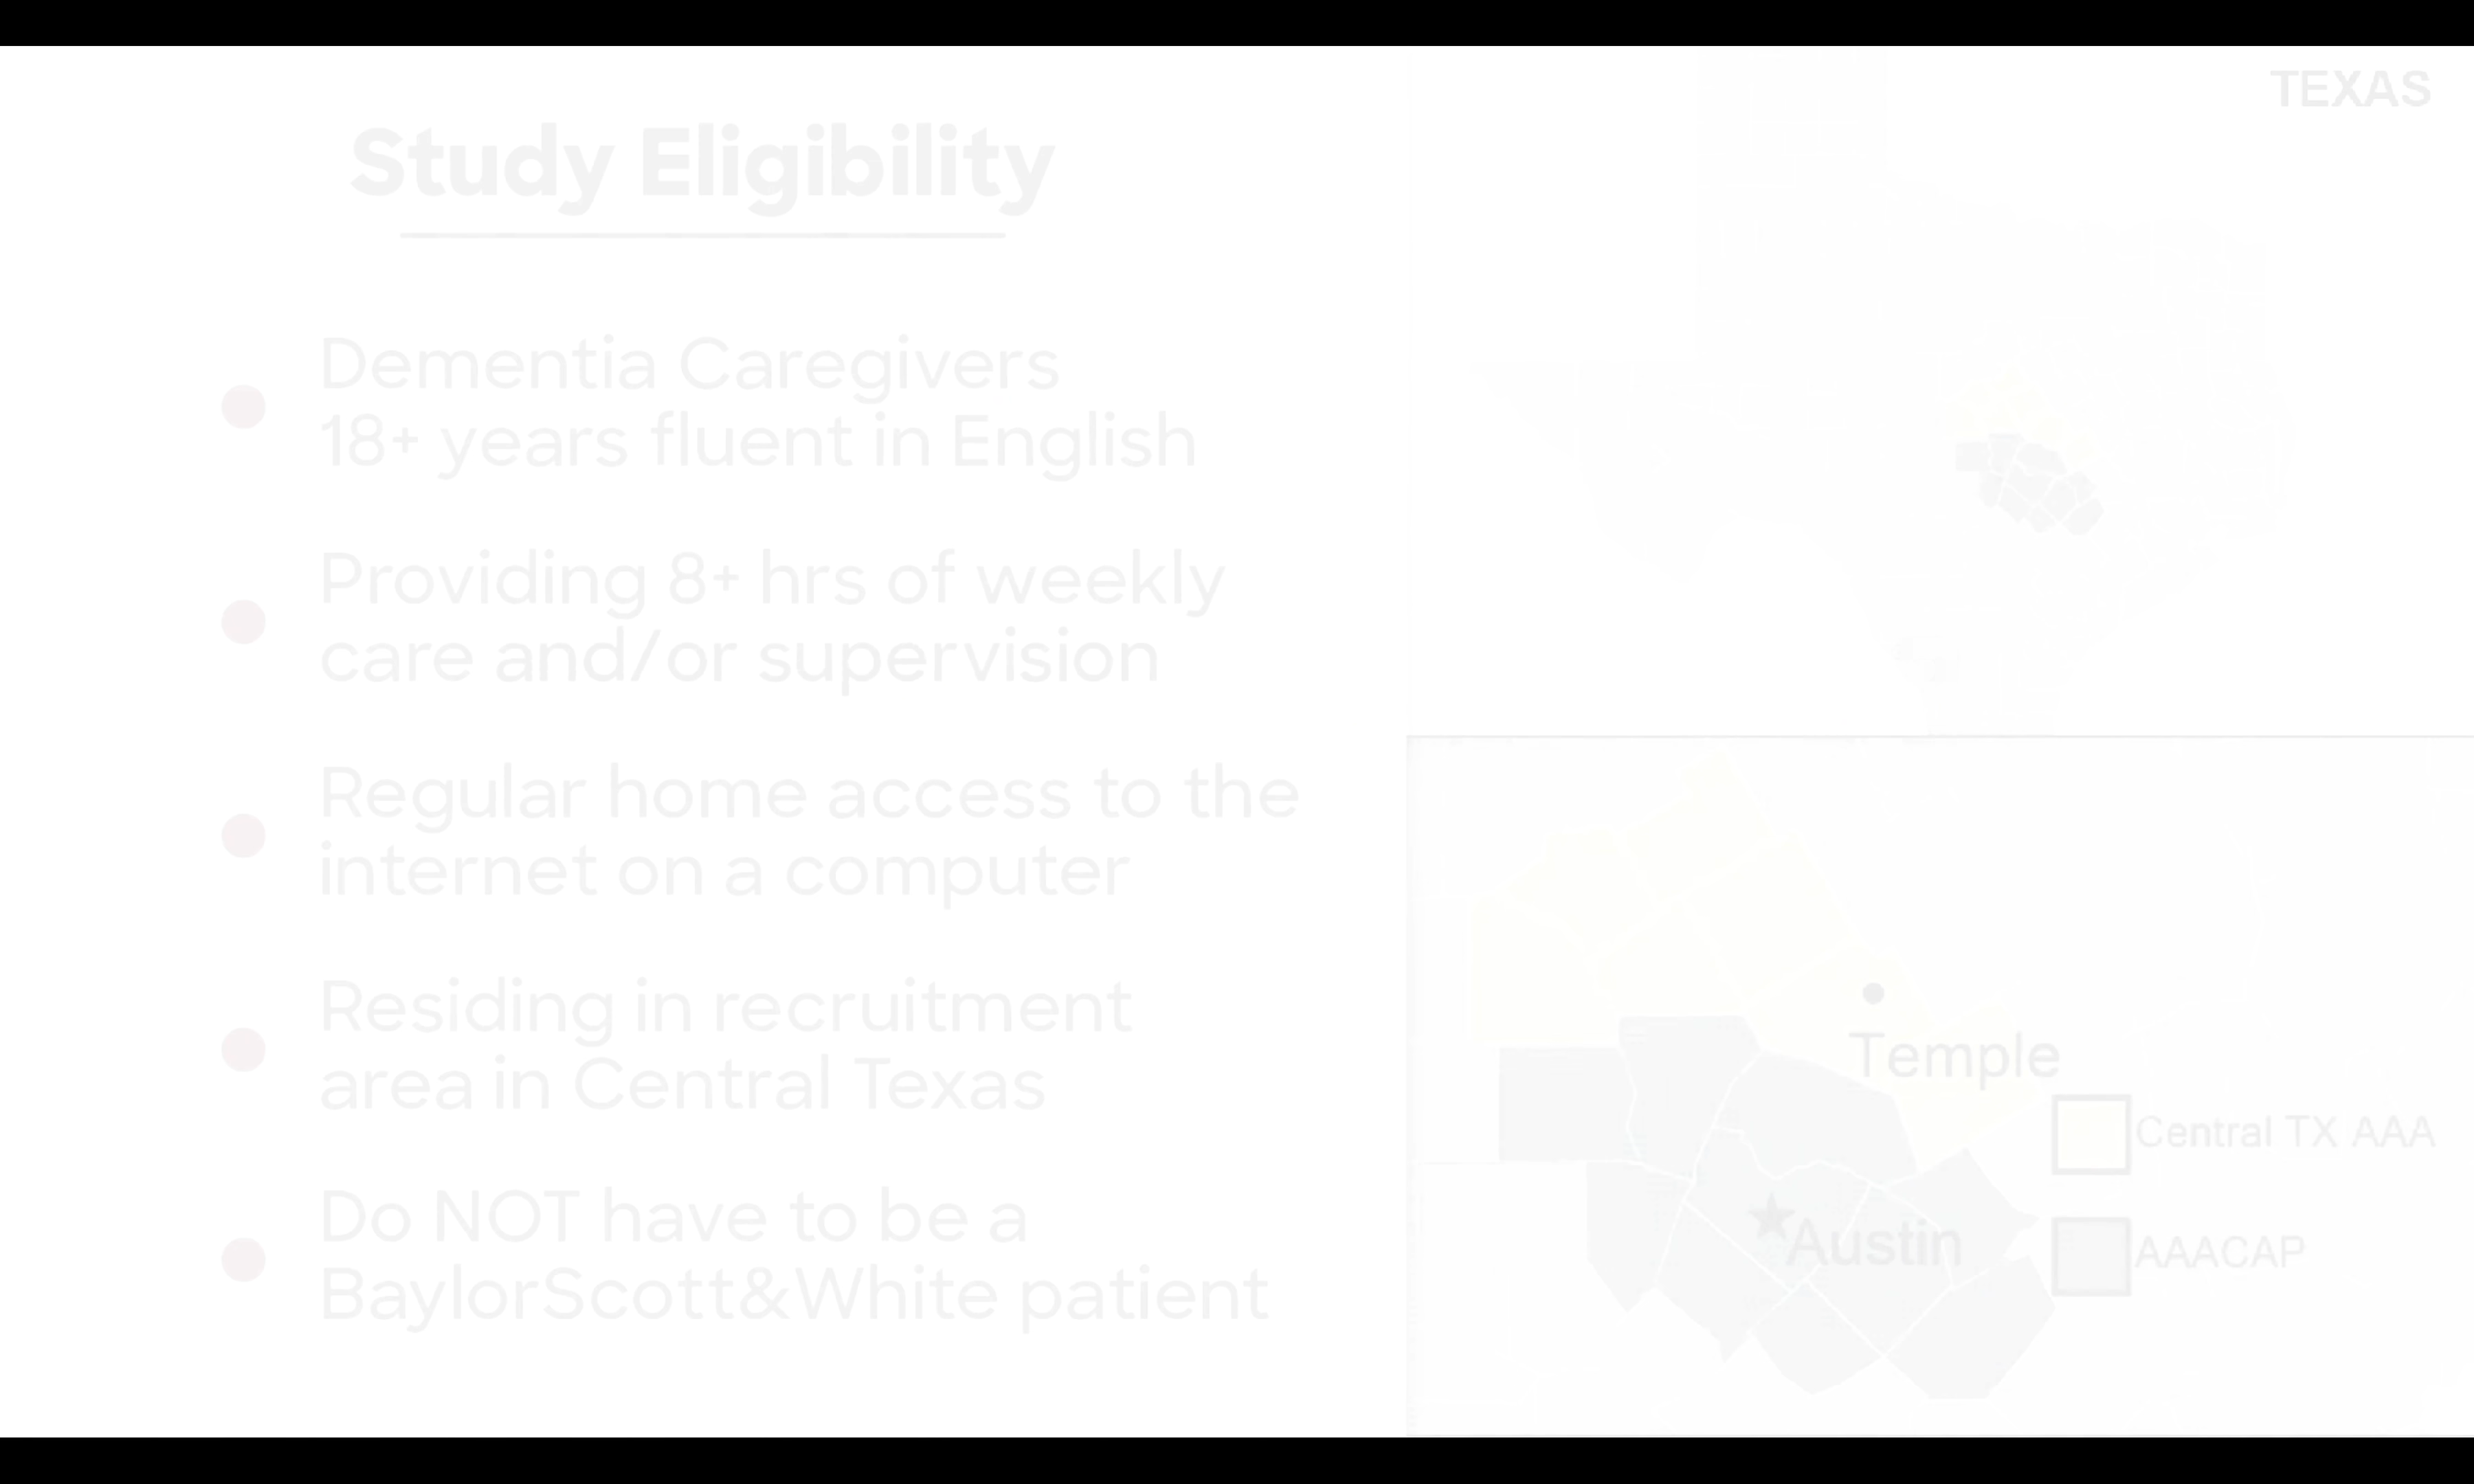 Study Eligibility
Dementia Caregivers
18+ years fluent in English
Providing 8+ hrs of weekly
care and/or supervision
Regular home access to the
internet on a computer
Residing in recruitment
area in Central Texas
Do NOT have to be a
BaylorScott&White patient
TEXAS
Temple
Austin
Central TX AAA
AAACAP